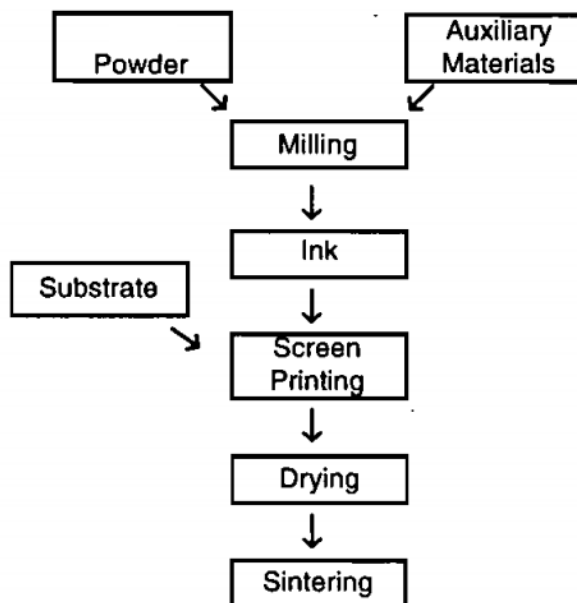 Powder
Auxiliary
Materials
Milling
Ink
Substrate
Screen
Printing
Drying
Sintering